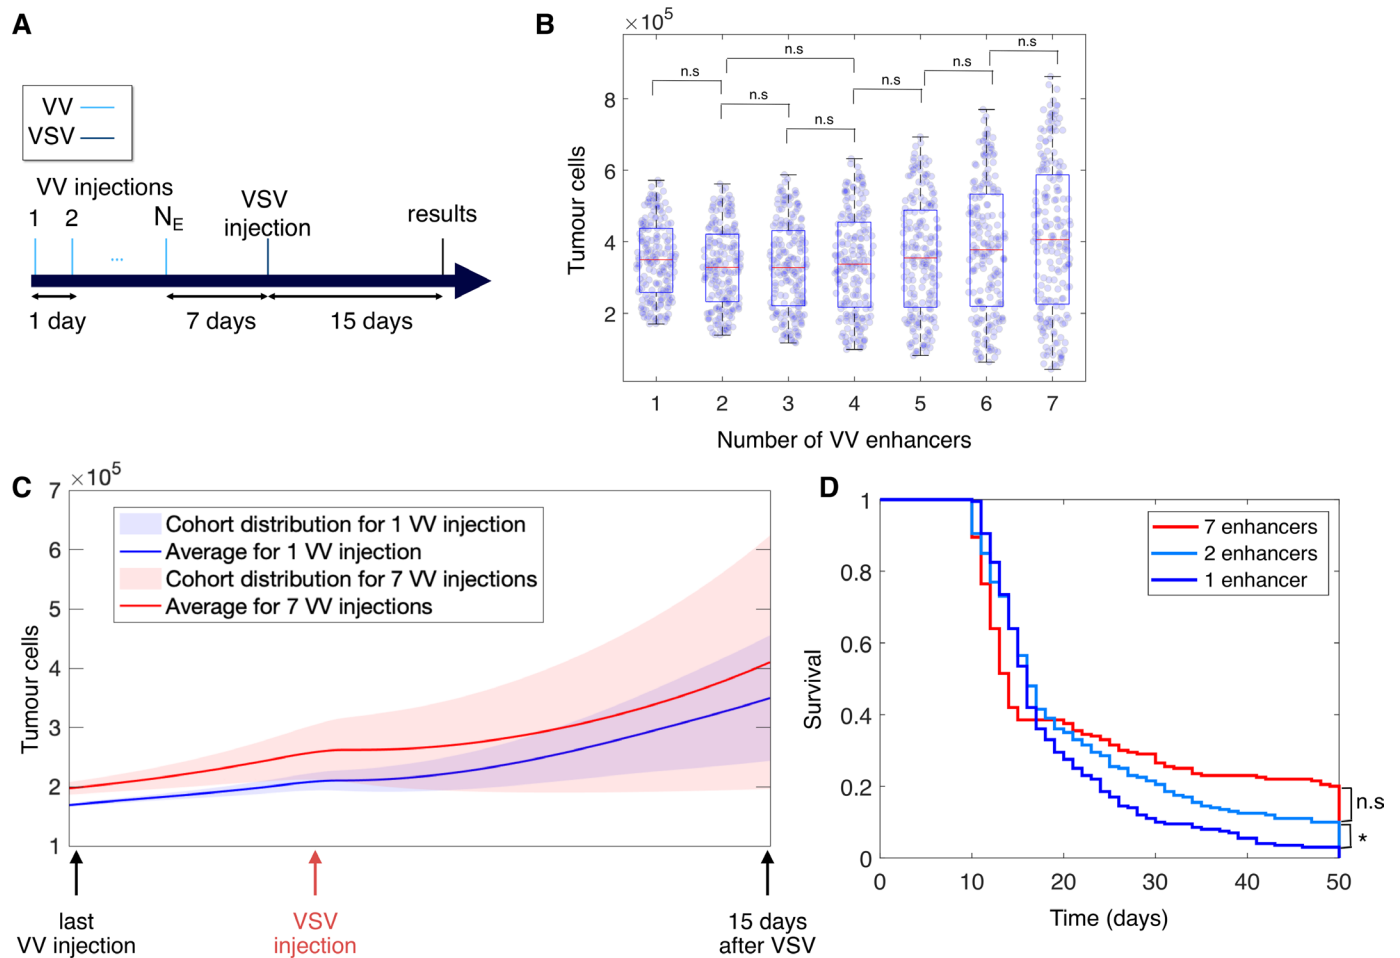 A
VV
VSV
VV injections
1 2 ... N_E
VSV
injection
results
1 day
7 days
15 days
B
×10⁵
n.s
n.s
n.s
n.s
n.s
n.s
n.s
8
6
4
2
Tumour cells
1 2 3 4 5 6 7
Number of VV enhancers
C
×10⁵
7
6
5
4
3
2
1
Tumour cells
Cohort distribution for 1 VV injection
Average for 1 VV injection
Cohort distribution for 7 VV injections
Average for 7 VV injections
last
VV injection
VSV
injection
15 days
after VSV
D
1
0.8
0.6
0.4
0.2
0
Survival
7 enhancers
2 enhancers
1 enhancer
n.s
*
0 10 20 30 40 50
Time (days)